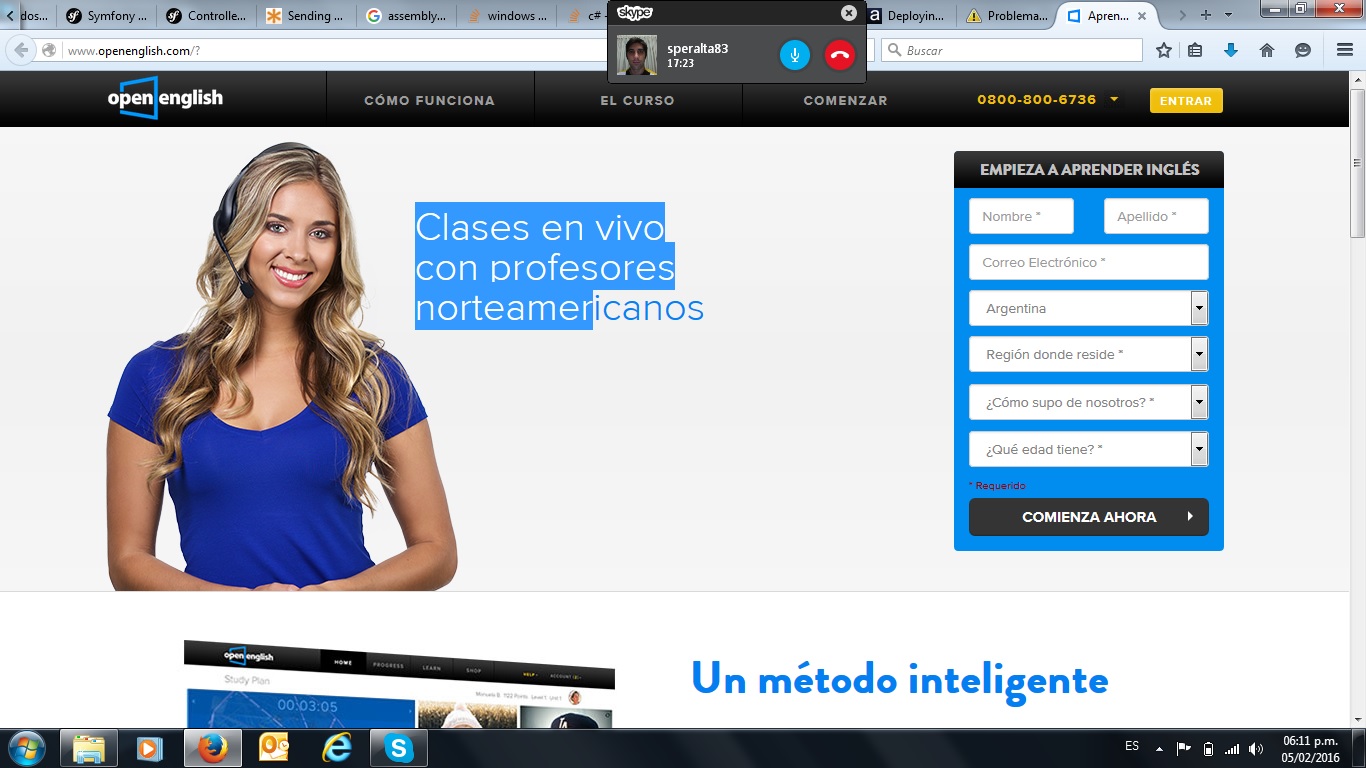 dos...
Symfony ...
Controlle...
Sending ...
assembly...
windows ...
c# -
Deployin...
Problema...
Apren...
skype
speralta83
17:23
www.openenglish.com/?
Buscar
open english
CÓMO FUNCIONA
EL CURSO
COMENZAR
0800-800-6736
ENTRAR
Clases en vivo
con profesores
norteamericanos
EMPIEZA A APRENDER INGLÉS
Nombre *
Apellido *
Correo Electrónico *
Argentina
Región donde reside *
¿Cómo supo de nosotros? *
¿Qué edad tiene? *
* Requerido
COMIENZA AHORA
open english
HOME
PROGRESS
LEARN
SHOP
HELP
ACCOUNT
Study Plan
00:03:05
Un método inteligente
ES
06:11 p.m.
05/02/2016